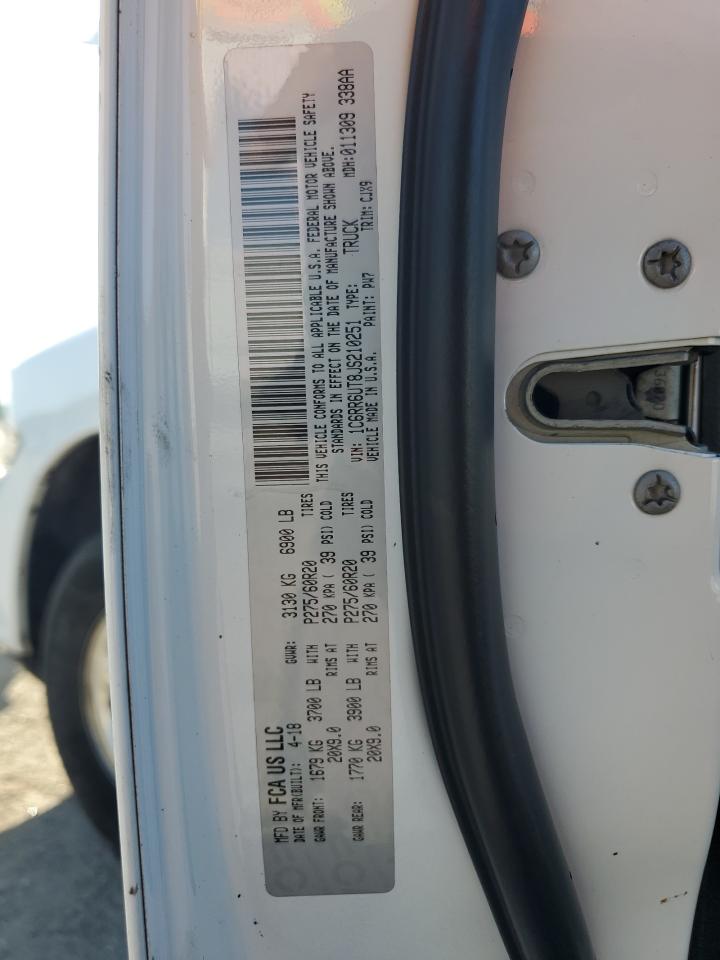 MFD BY FCA US LLC
DATE OF MFR(BUILT): 4-18 GVWR: 3130 KG 6900 LB
GAWR FRONT: 1679 KG 3700 LB WITH P275/60R20 TIRES
20X9.0 RIMS AT 270 KPA ( 39 PSI) COLD
GAWR REAR: 1770 KG 3900 LB WITH P275/60R20 TIRES
20X9.0 RIMS AT 270 KPA ( 39 PSI) COLD
THIS VEHICLE CONFORMS TO ALL APPLICABLE U.S.A. FEDERAL MOTOR VEHICLE SAFETY
STANDARDS IN EFFECT ON THE DATE OF MANUFACTURE SHOWN ABOVE.
VIN: 1C6RR6UT8JS210251 TYPE: TRUCK MDH:011309 338AA
VEHICLE MADE IN U.S.A. PAINT: PW7 TRIM: CJX9